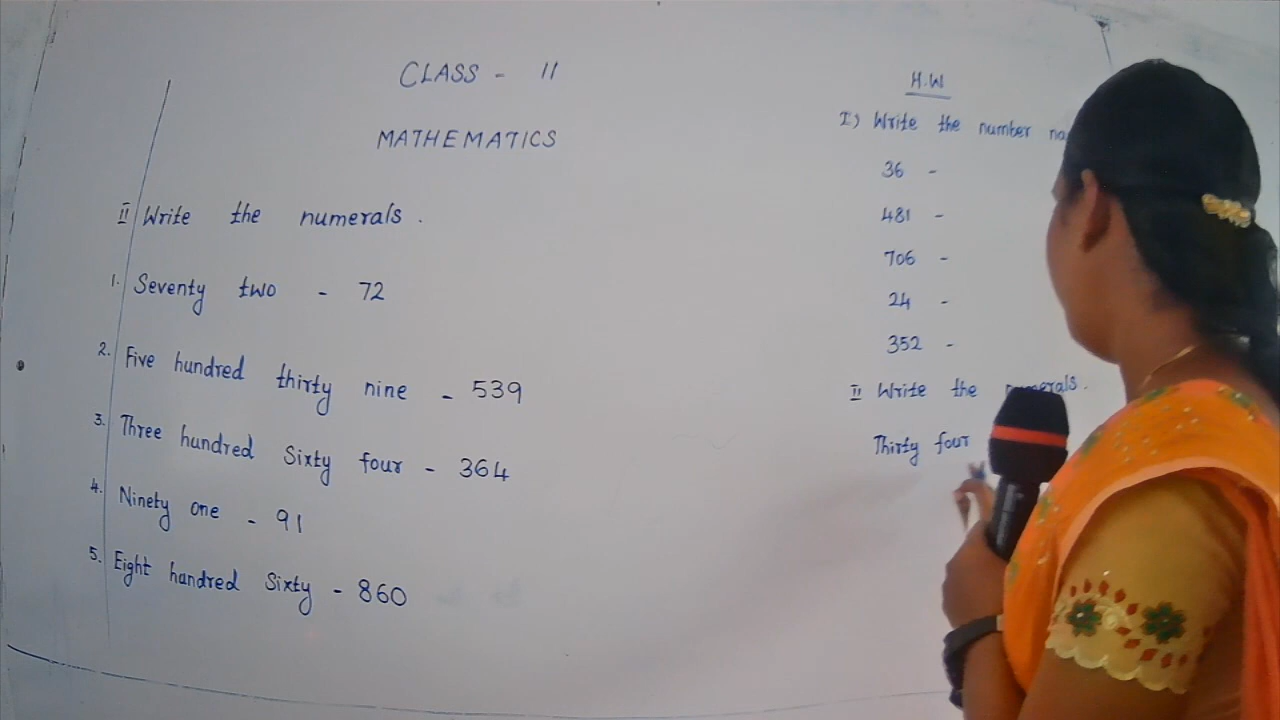 CLASS - II
MATHEMATICS
II Write the numerals.
1. Seventy two - 72
2. Five hundred thirty nine - 539
3. Three hundred Sixty four - 364
4. Ninety one - 91
5. Eight hundred Sixty - 860
H.W
I) Write the number
36 -
481 -
706 -
24 -
352 -
II Write the numerals.
Thirty four